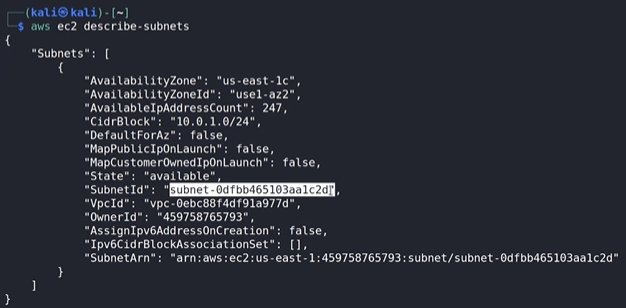 (kali㉿kali)-[~]
$ aws ec2 describe-subnets
{
    "Subnets": [
        {
            "AvailabilityZone": "us-east-1c",
            "AvailabilityZoneId": "use1-az2",
            "AvailableIpAddressCount": 247,
            "CidrBlock": "10.0.1.0/24",
            "DefaultForAz": false,
            "MapPublicIpOnLaunch": false,
            "MapCustomerOwnedIpOnLaunch": false,
            "State": "available",
            "SubnetId": "subnet-0dfbb465103aa1c2d",
            "VpcId": "vpc-0ebc88f4df91a977d",
            "OwnerId": "459758765793",
            "AssignIpv6AddressOnCreation": false,
            "Ipv6CidrBlockAssociationSet": [],
            "SubnetArn": "arn:aws:ec2:us-east-1:459758765793:subnet/subnet-0dfbb465103aa1c2d"
        }
    ]
}